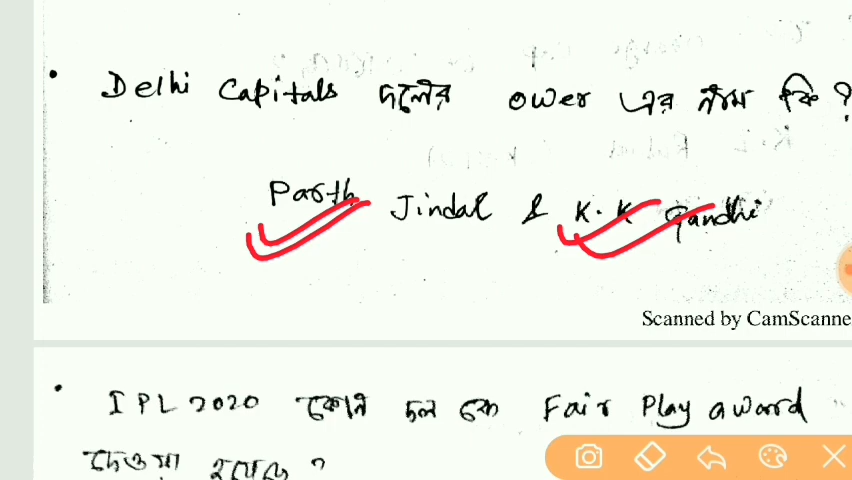 Delhi Capitals দলের ower এর নাম কি?
Parth Jindal & K.K Gandhi
Scanned by CamScanne
IPL 2020 কোন দল কে Fair Play award
দেওয়া হয়েছে?